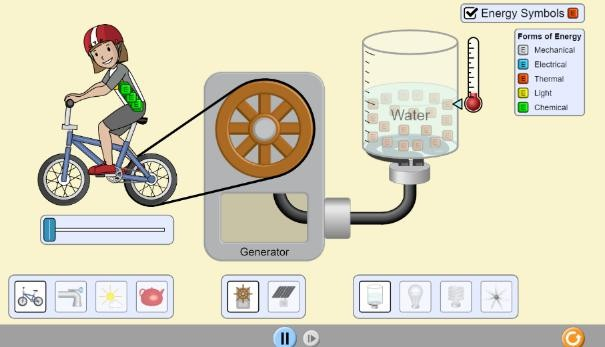 Energy Symbols E
Forms of Energy
E Mechanical
E Electrical
E Thermal
E Light
E Chemical
Water
Generator